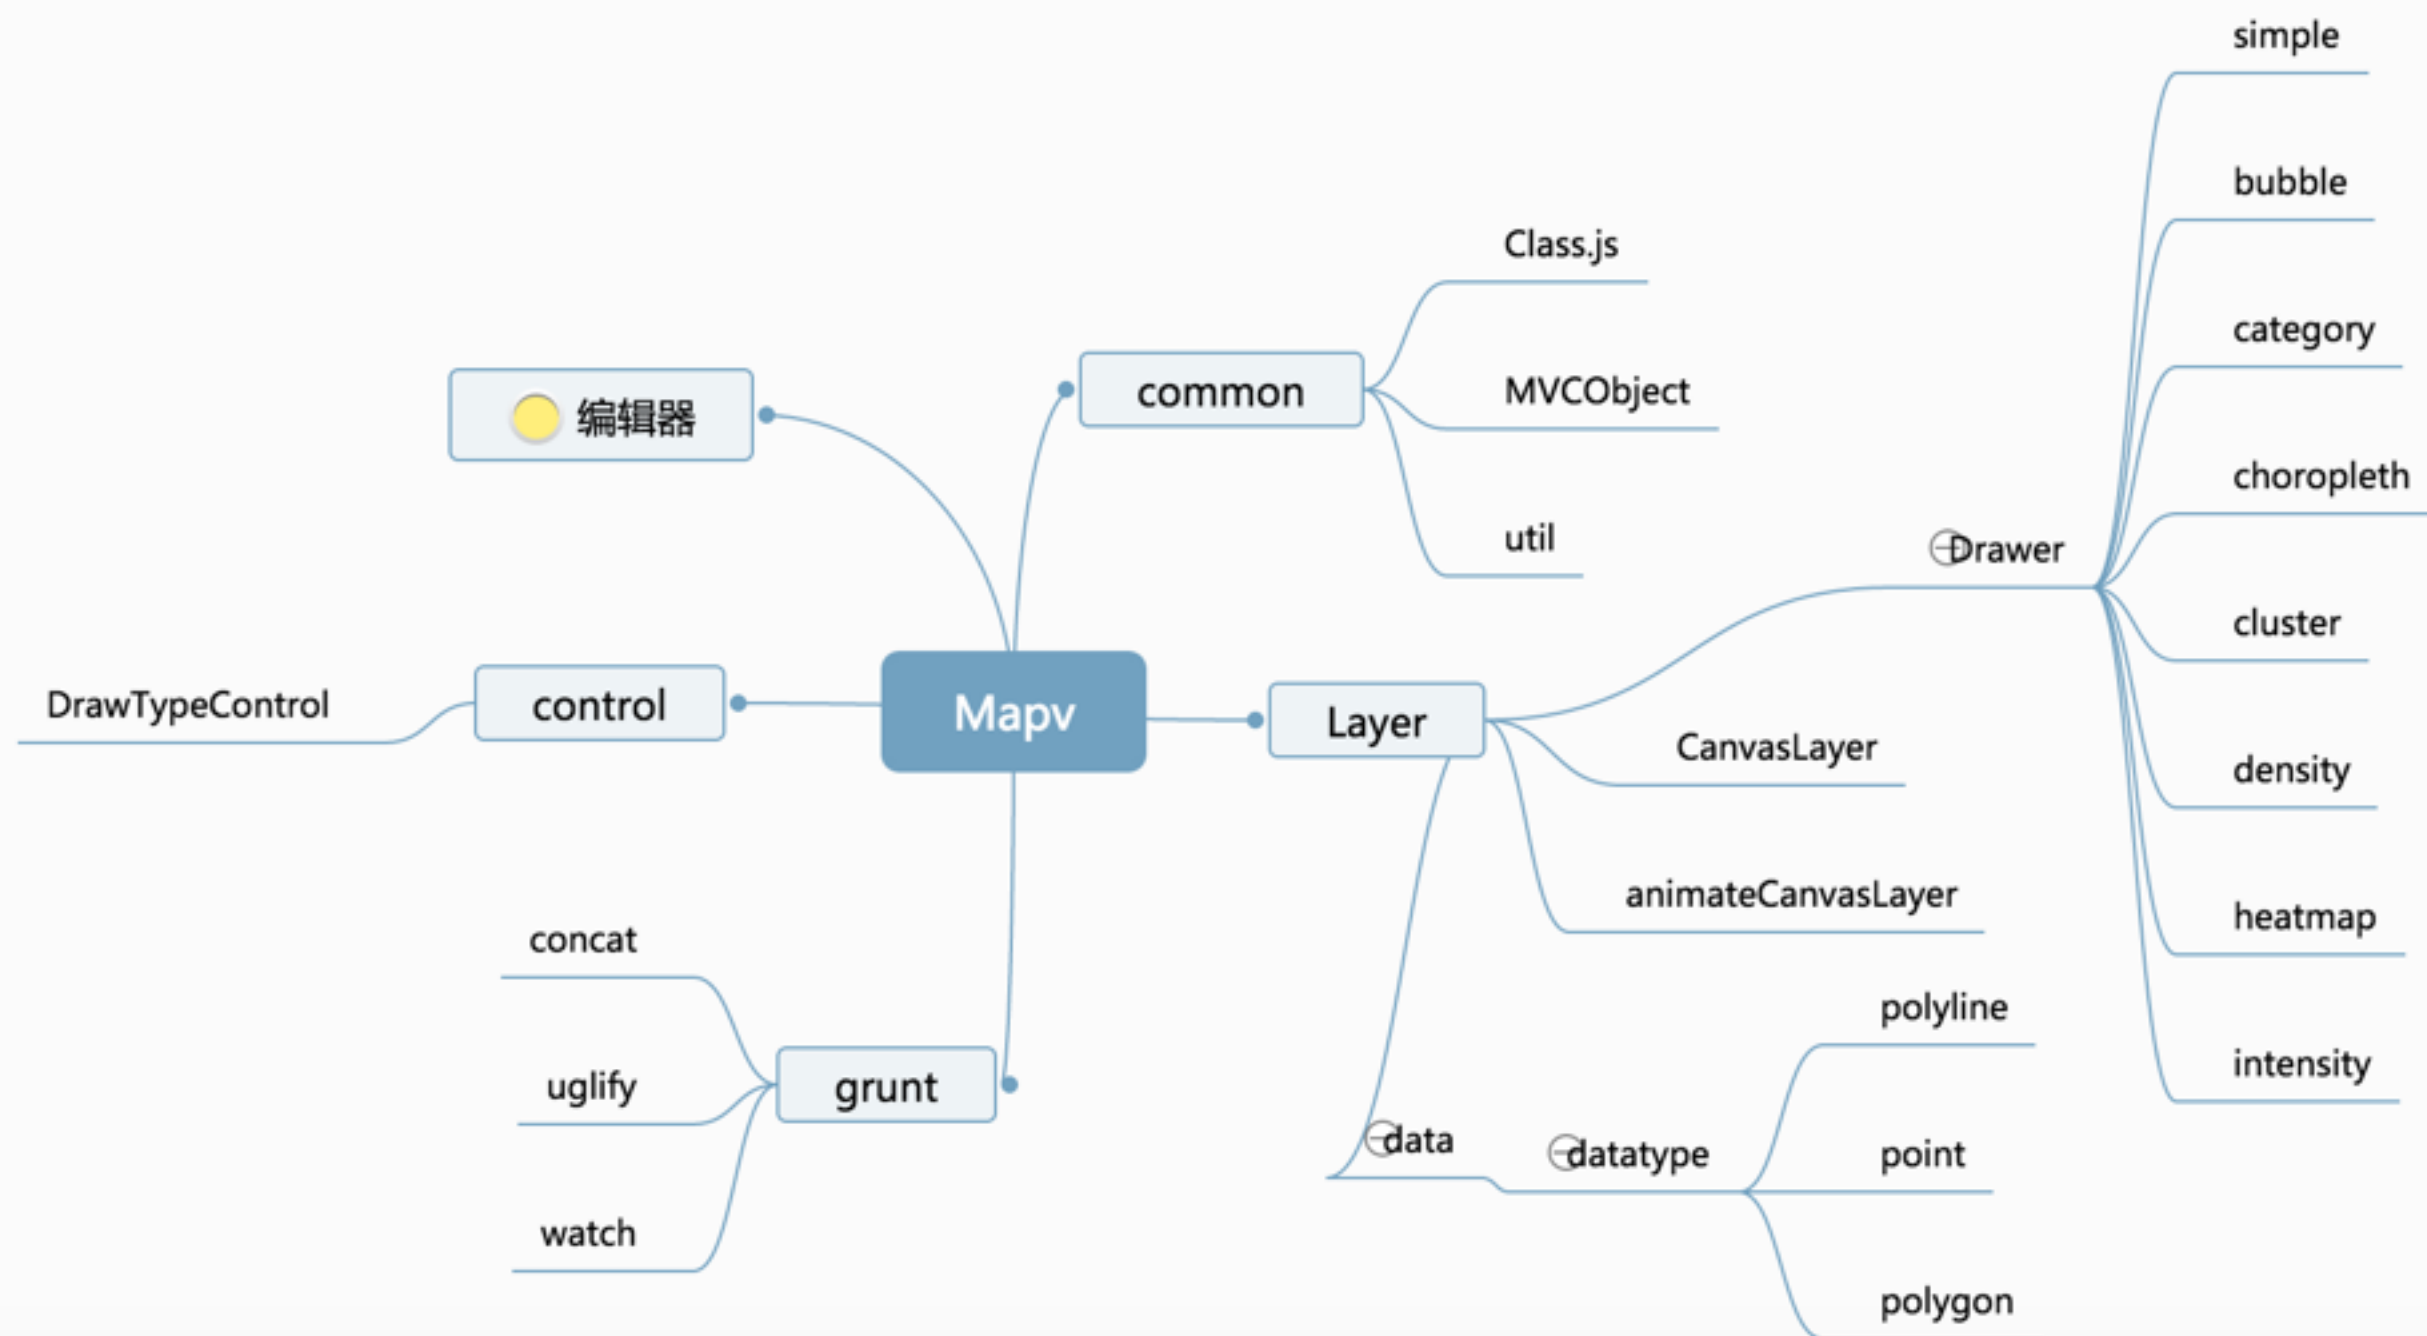 Mapv
编辑器
control
DrawTypeControl
grunt
concat
uglify
watch
common
Class.js
MVCObject
util
Layer
Drawer
simple
bubble
category
choropleth
cluster
density
heatmap
intensity
CanvasLayer
animateCanvasLayer
data
datatype
polyline
point
polygon